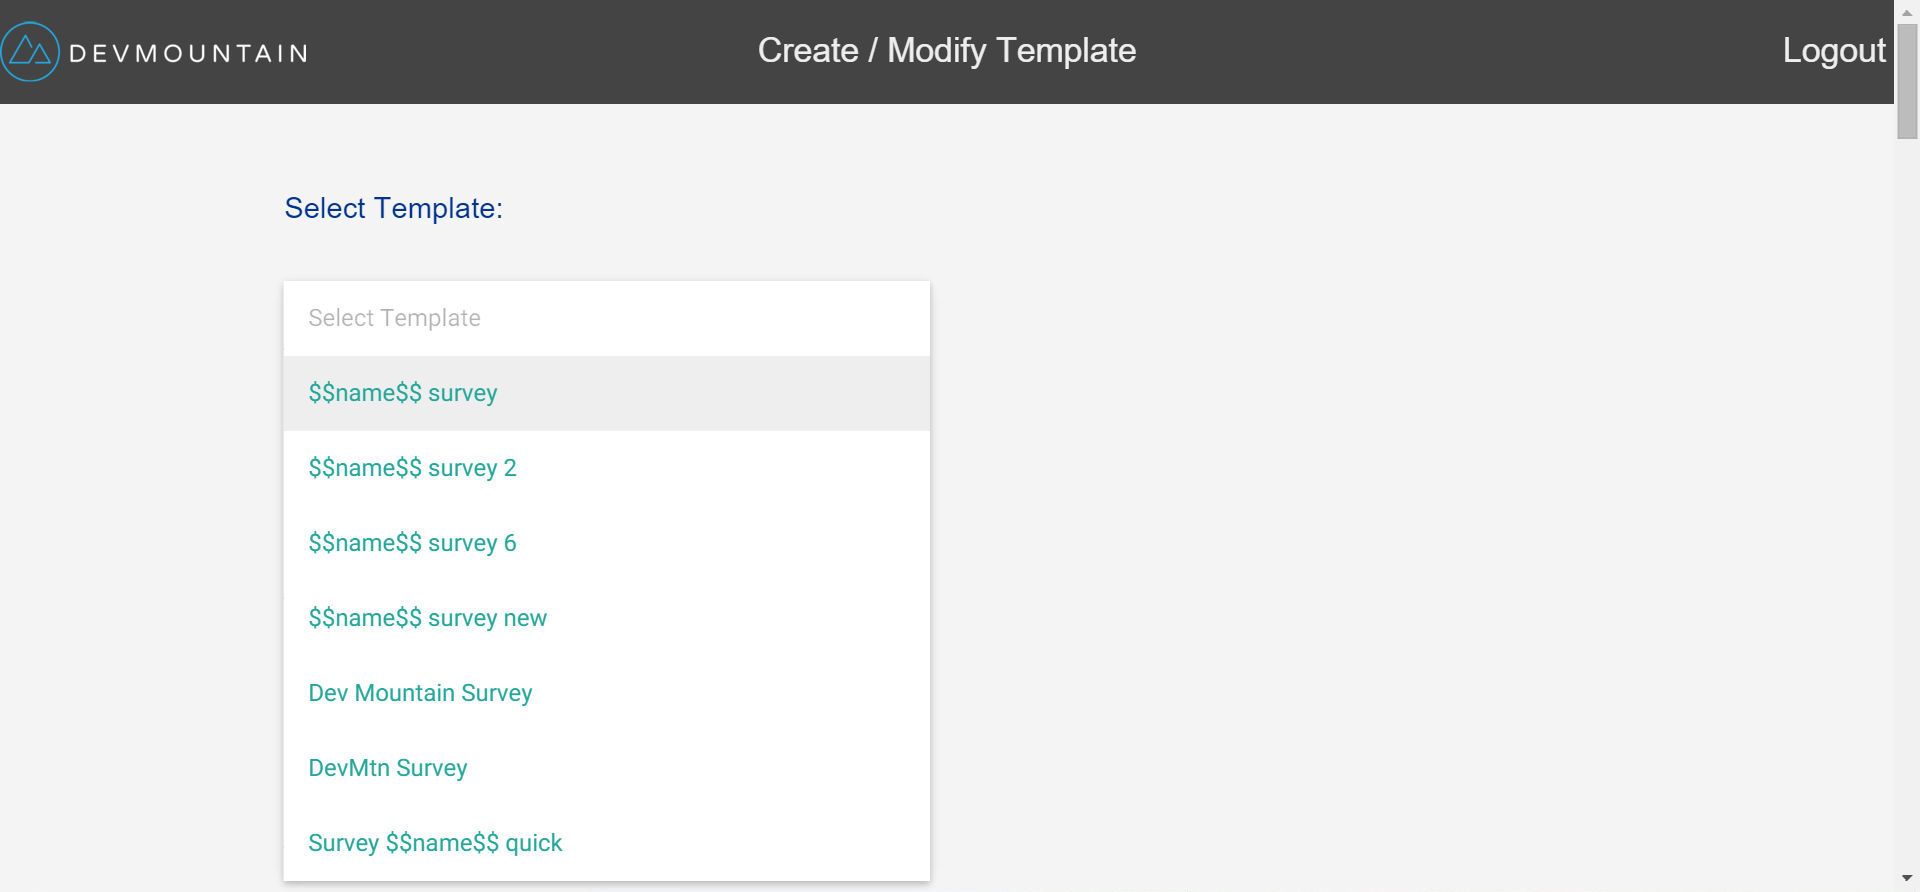 DEVMOUNTAIN
Create / Modify Template
Logout
Select Template:
Select Template
$$name$$ survey
$$name$$ survey 2
$$name$$ survey 6
$$name$$ survey new
Dev Mountain Survey
DevMtn Survey
Survey $$name$$ quick